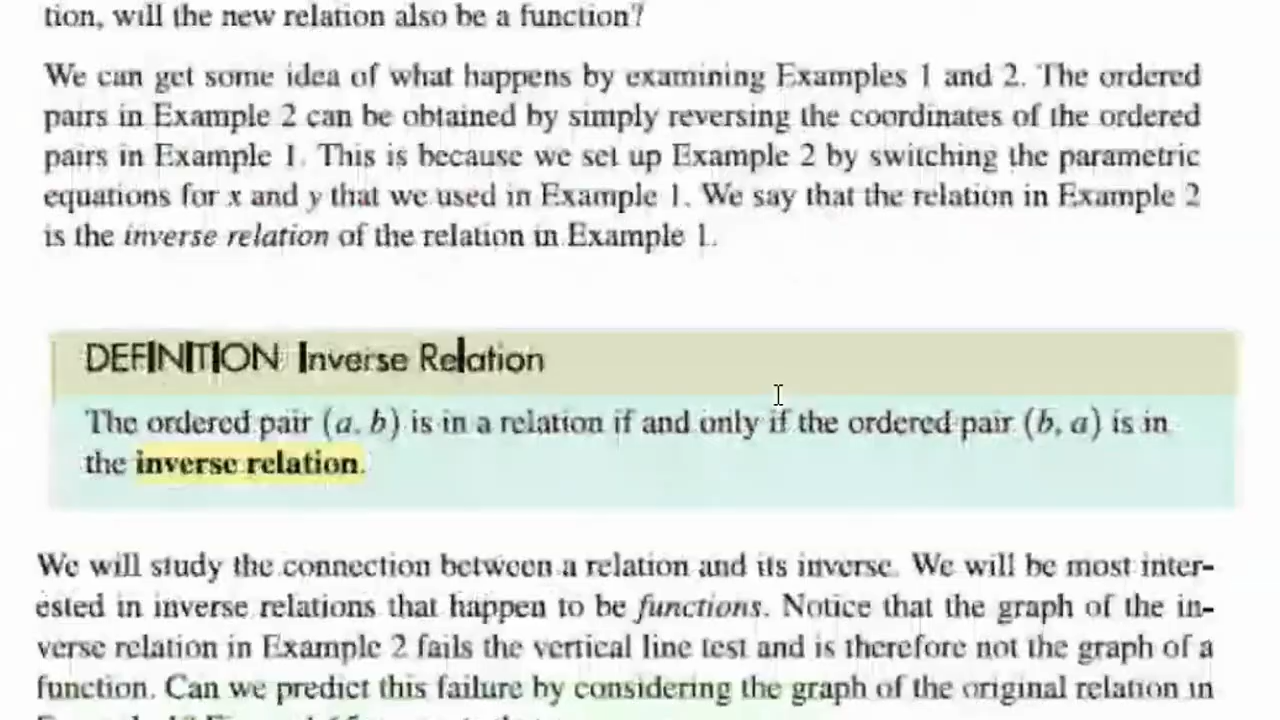 tion, will the new relation also be a function?
We can get some idea of what happens by examining Examples 1 and 2. The ordered
pairs in Example 2 can be obtained by simply reversing the coordinates of the ordered
pairs in Example 1. This is because we set up Example 2 by switching the parametric
equations for x and y that we used in Example 1. We say that the relation in Example 2
is the inverse relation of the relation in Example 1.
DEFINITION Inverse Relation
The ordered pair (a, b) is in a relation if and only if the ordered pair (b, a) is in
the inverse relation.
We will study the connection between a relation and its inverse. We will be most inter-
ested in inverse relations that happen to be functions. Notice that the graph of the in-
verse relation in Example 2 fails the vertical line test and is therefore not the graph of a
function. Can we predict this failure by considering the graph of the original relation in